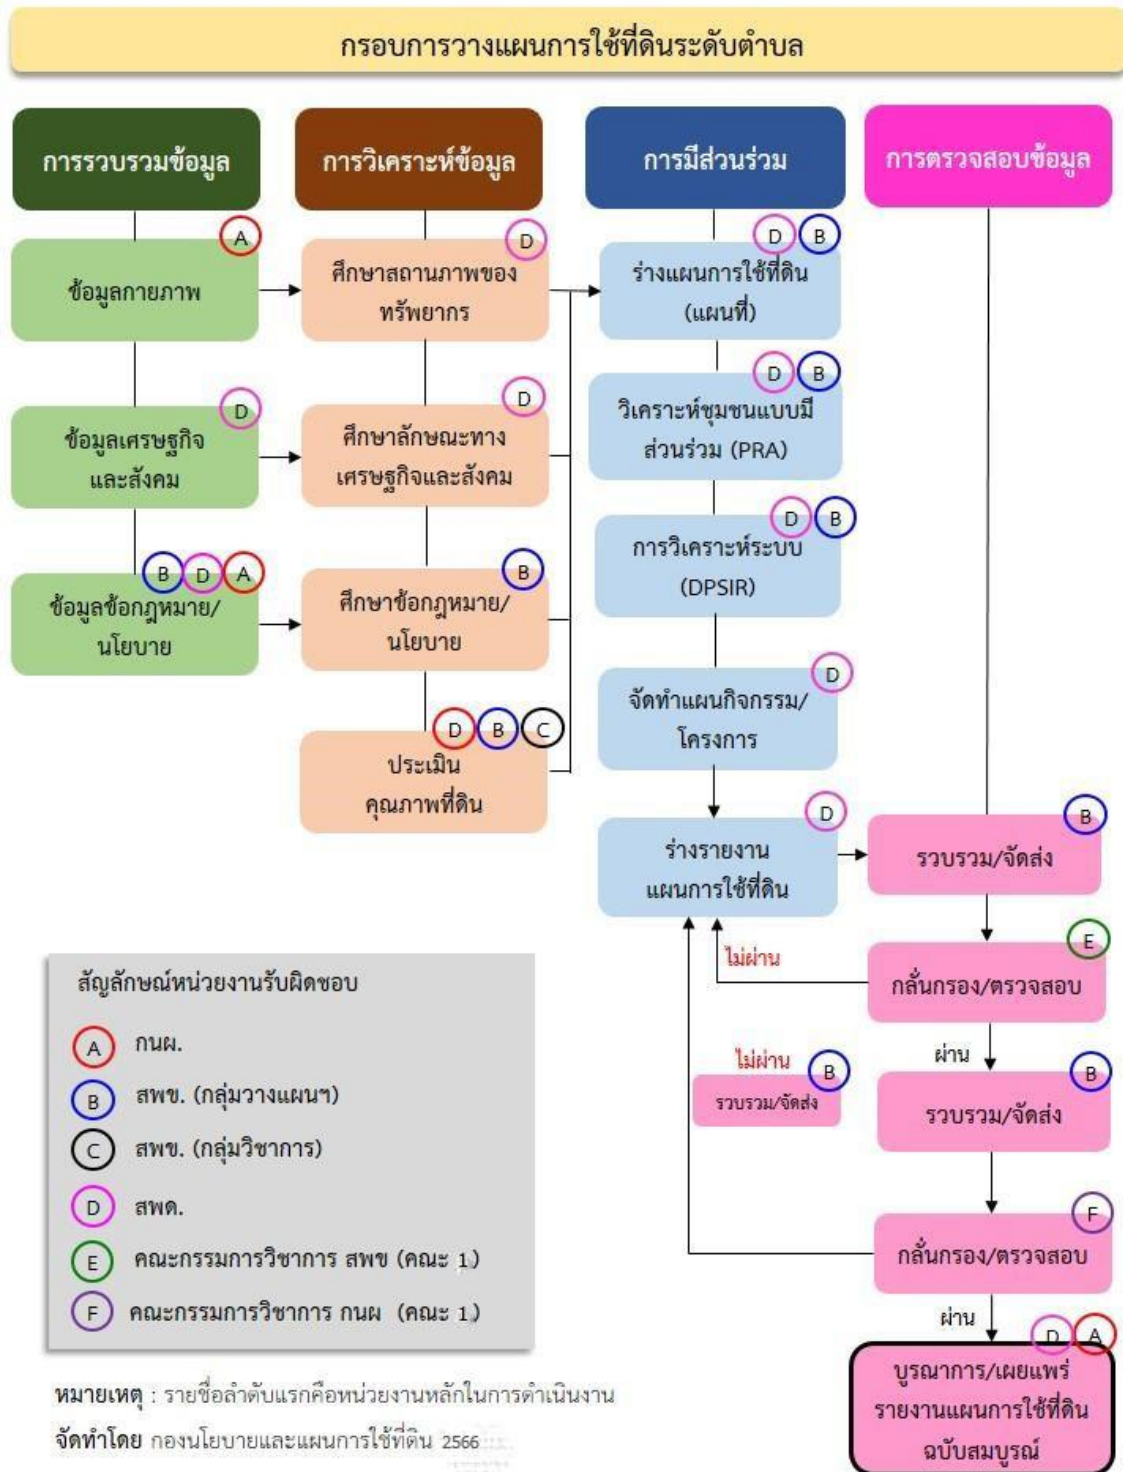 กรอบการวางแผนการใช้ที่ดินระดับตำบล
การรวบรวมข้อมูล
การวิเคราะห์ข้อมูล
การมีส่วนร่วม
การตรวจสอบข้อมูล
A
ข้อมูลกายภาพ
D
ข้อมูลเศรษฐกิจ
และสังคม
B D A
ข้อมูลข้อกฎหมาย/
นโยบาย
D
ศึกษาสถานภาพของ
ทรัพยากร
D
ศึกษาลักษณะทาง
เศรษฐกิจและสังคม
B
ศึกษาข้อกฎหมาย/
นโยบาย
D B C
ประเมิน
คุณภาพที่ดิน
D B
ร่างแผนการใช้ที่ดิน
(แผนที่)
D B
วิเคราะห์ชุมชนแบบมี
ส่วนร่วม (PRA)
D B
การวิเคราะห์ระบบ
(DPSIR)
D
จัดทำแผนกิจกรรม/
โครงการ
D
ร่างรายงาน
แผนการใช้ที่ดิน
B
รวบรวม/จัดส่ง
E
กลั่นกรอง/ตรวจสอบ
ไม่ผ่าน
ผ่าน
B
รวบรวม/จัดส่ง
ไม่ผ่าน
B
รวบรวม/จัดส่ง
F
กลั่นกรอง/ตรวจสอบ
ผ่าน
D A
บูรณาการ/เผยแพร่
รายงานแผนการใช้ที่ดิน
ฉบับสมบูรณ์
สัญลักษณ์หน่วยงานรับผิดชอบ
A กนผ.
B สพข. (กลุ่มวางแผนฯ)
C สพข. (กลุ่มวิชาการ)
D สพด.
E คณะกรรมการวิชาการ สพข (คณะ 1)
F คณะกรรมการวิชาการ กนผ (คณะ 1)
หมายเหตุ : รายชื่อลำดับแรกคือหน่วยงานหลักในการดำเนินงาน
จัดทำโดย กองนโยบายและแผนการใช้ที่ดิน 2566